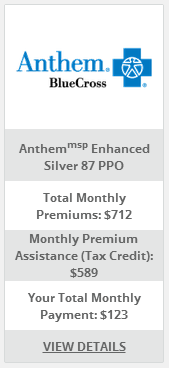 Anthem
BlueCross
Anthem^msp Enhanced
Silver 87 PPO
Total Monthly
Premiums: $712
Monthly Premium
Assistance (Tax Credit):
$589
Your Total Monthly
Payment: $123
VIEW DETAILS